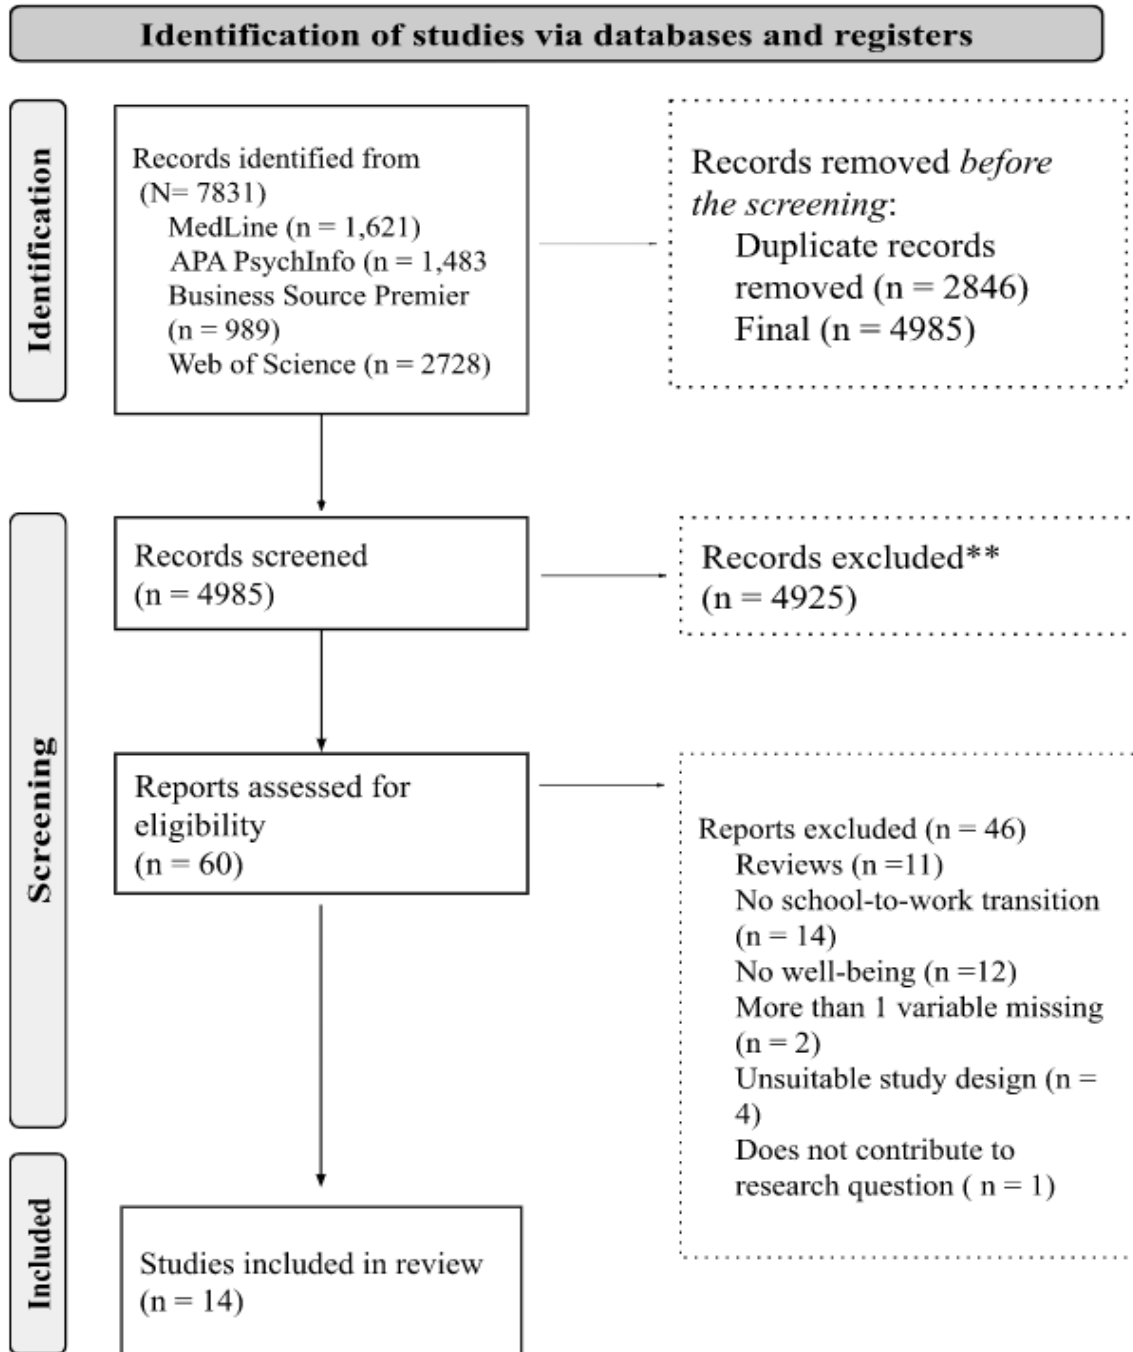 Identification of studies via databases and registers
Identification
Records identified from
(N= 7831)
MedLine (n = 1,621)
APA PsychInfo (n = 1,483
Business Source Premier
(n = 989)
Web of Science (n = 2728)
Records removed before
the screening:
Duplicate records
removed (n = 2846)
Final (n = 4985)
Screening
Records screened
(n = 4985)
Records excluded**
(n = 4925)
Reports assessed for
eligibility
(n = 60)
Reports excluded (n = 46)
Reviews (n =11)
No school-to-work transition
(n = 14)
No well-being (n =12)
More than 1 variable missing
(n = 2)
Unsuitable study design (n =
4)
Does not contribute to
research question ( n = 1)
Included
Studies included in review
(n = 14)